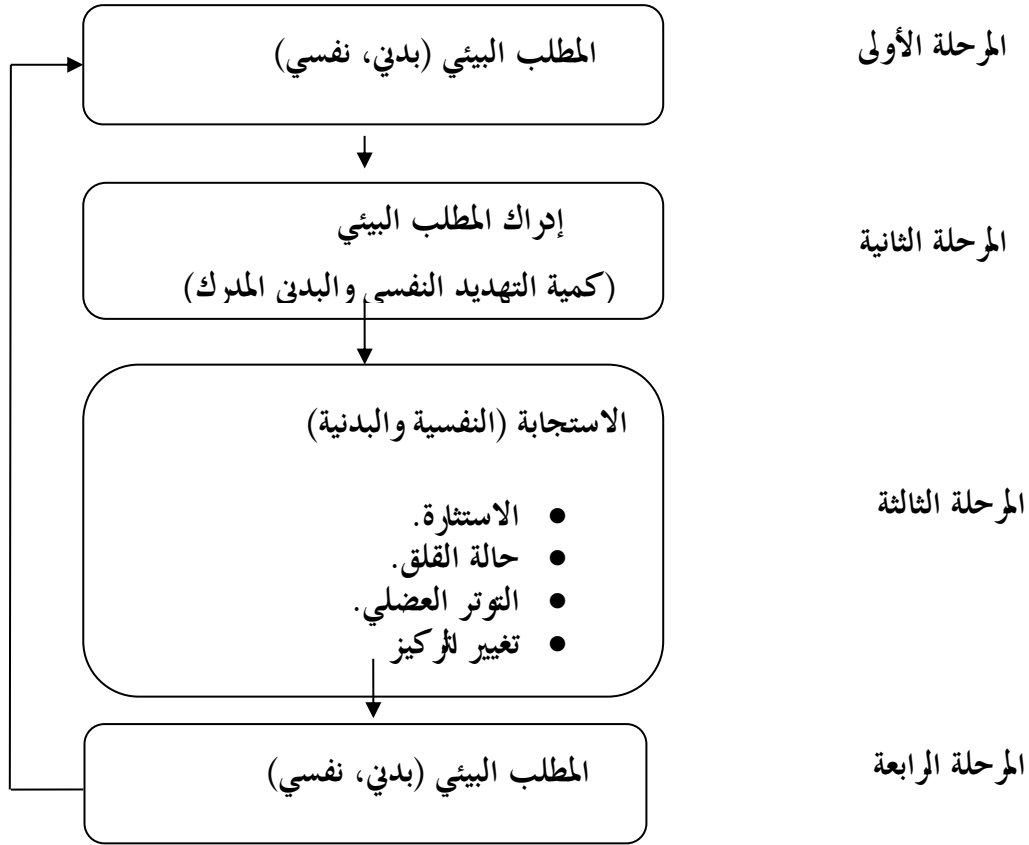 المرحلة الأولى
المطلب البيئي (بدني، نفسي)
المرحلة الثانية
إدراك المطلب البيئي
(كمية التهديد النفسي والبدني المدرك)
المرحلة الثالثة
الاستجابة (النفسية والبدنية)
● الاستثارة.
● حالة القلق.
● التوتر العضلي.
● تغيير التركيز
المرحلة الرابعة
المطلب البيئي (بدني، نفسي)